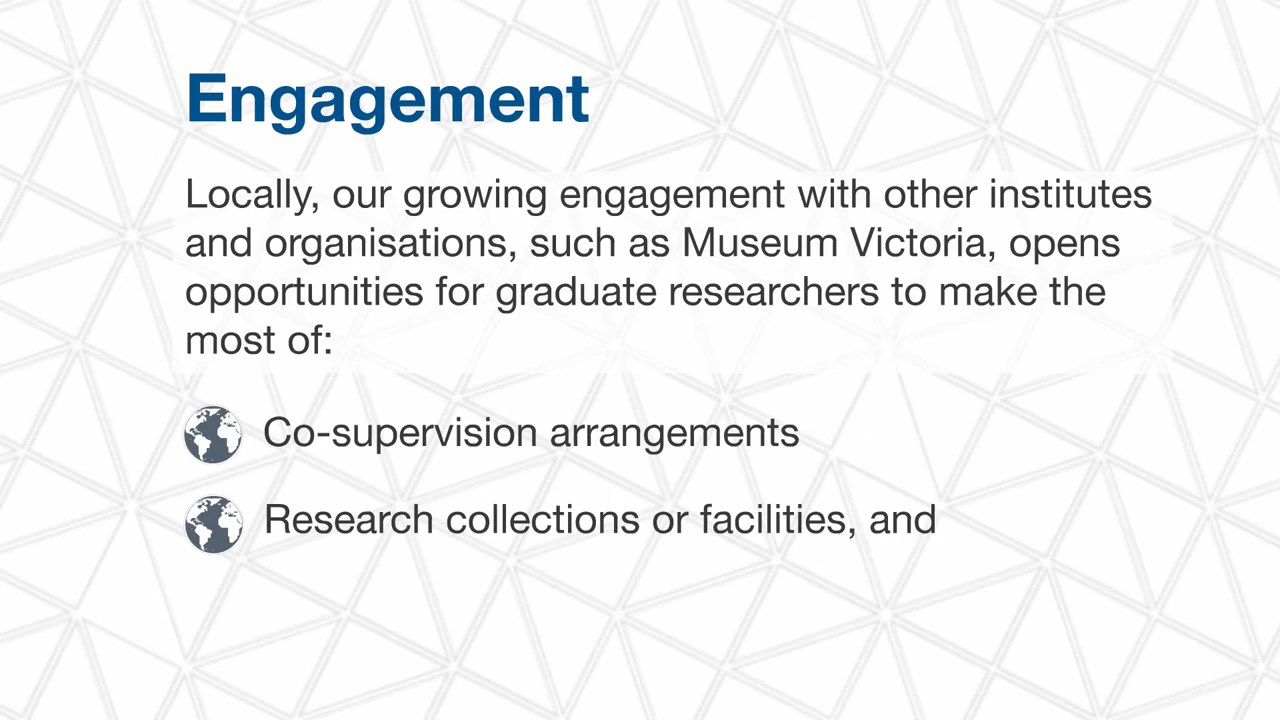 Engagement
Locally, our growing engagement with other institutes
and organisations, such as Museum Victoria, opens
opportunities for graduate researchers to make the
most of:
Co-supervision arrangements
Research collections or facilities, and